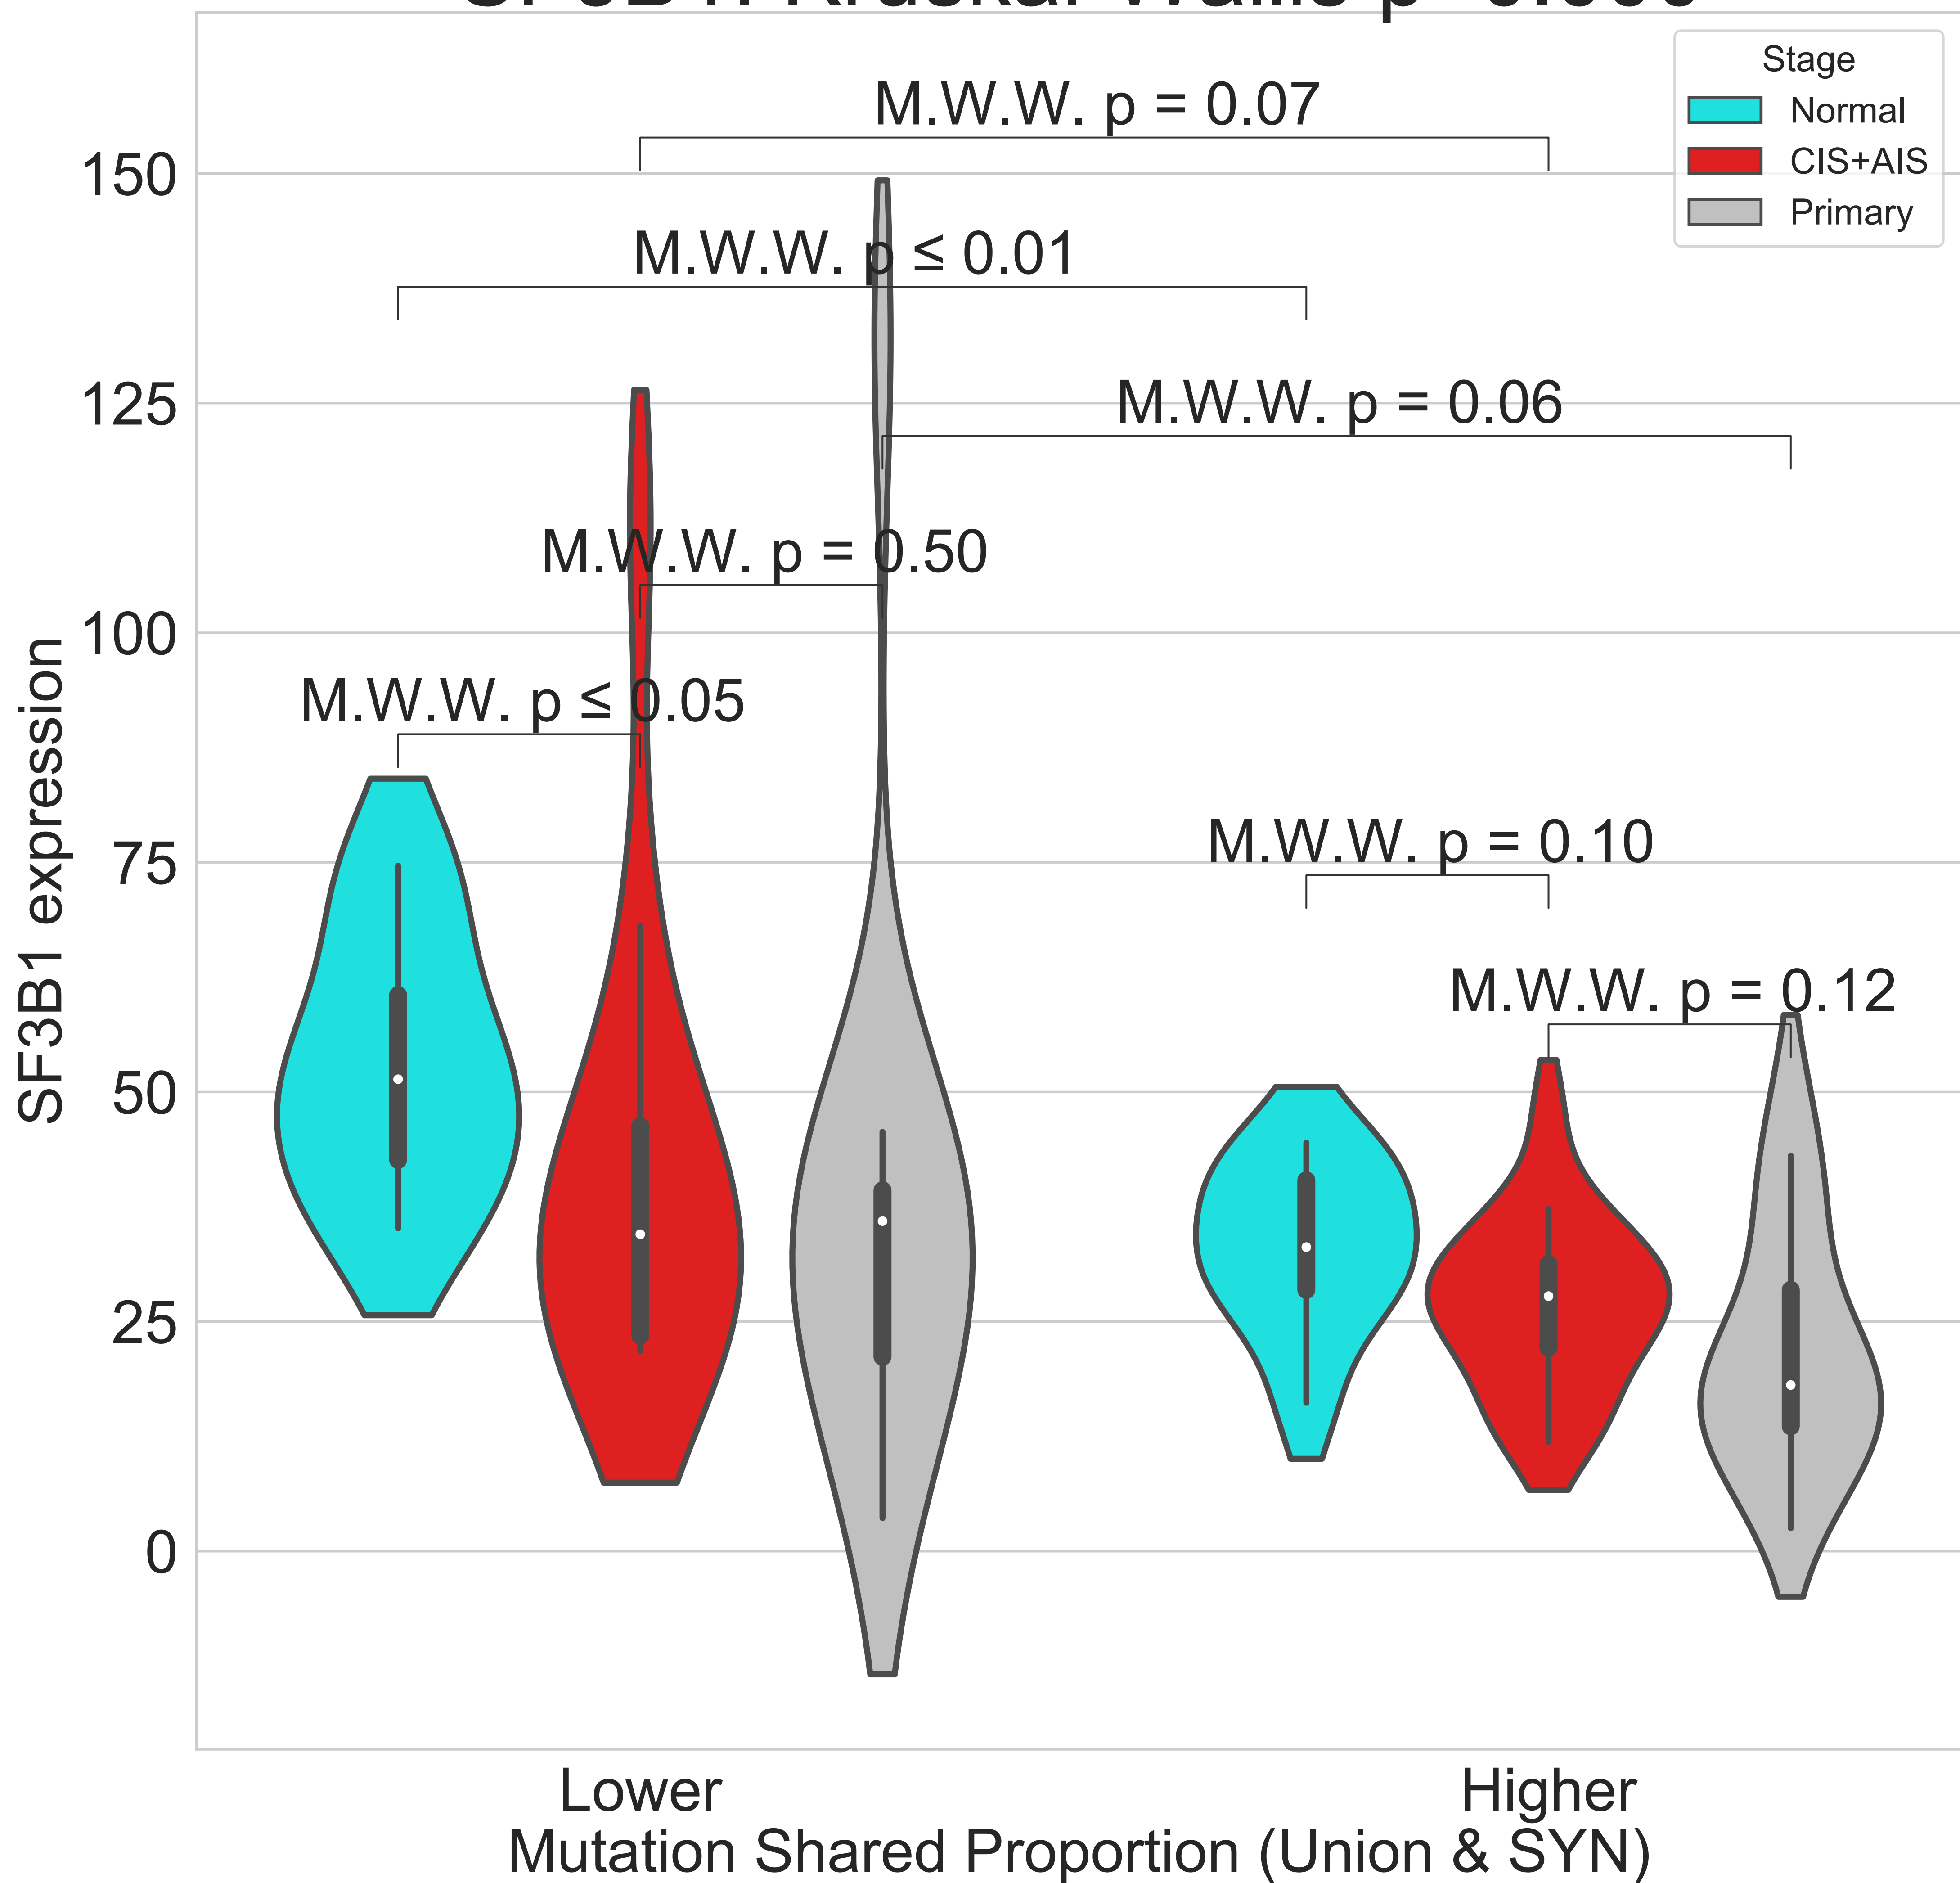 Stage
Normal
CIS+AIS
Primary
M.W.W. p = 0.07
M.W.W. p ≤ 0.01
M.W.W. p = 0.06
M.W.W. p = 0.50
M.W.W. p ≤ 0.05
M.W.W. p = 0.10
M.W.W. p = 0.12
150
125
100
75
50
25
0
SF3B1 expression
Lower
Higher
Mutation Shared Proportion (Union & SYN)